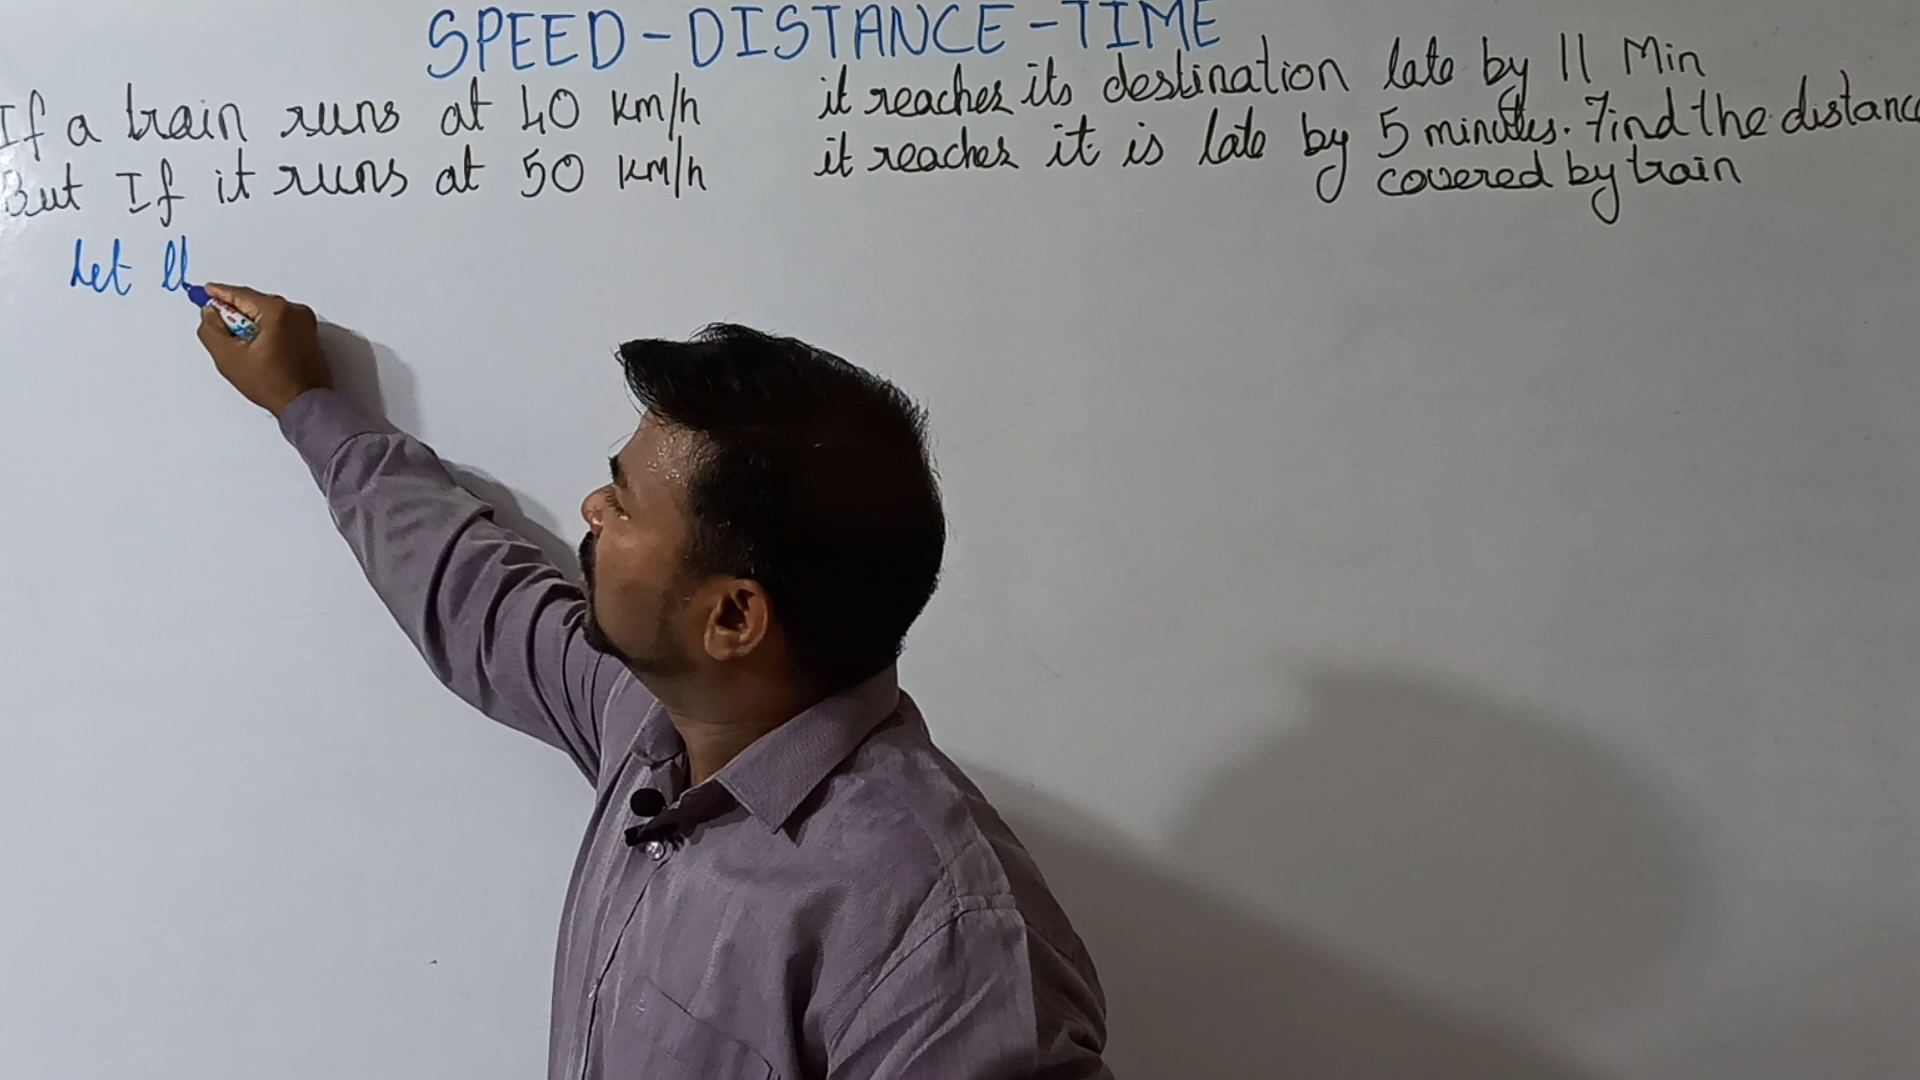 SPEED-DISTANCE-TIME
If a train runs at 40 km/h it reaches its destination late by 11 Min
But If it runs at 50 km/h it reaches it is late by 5 minutes. Find the distance
covered by train
Let